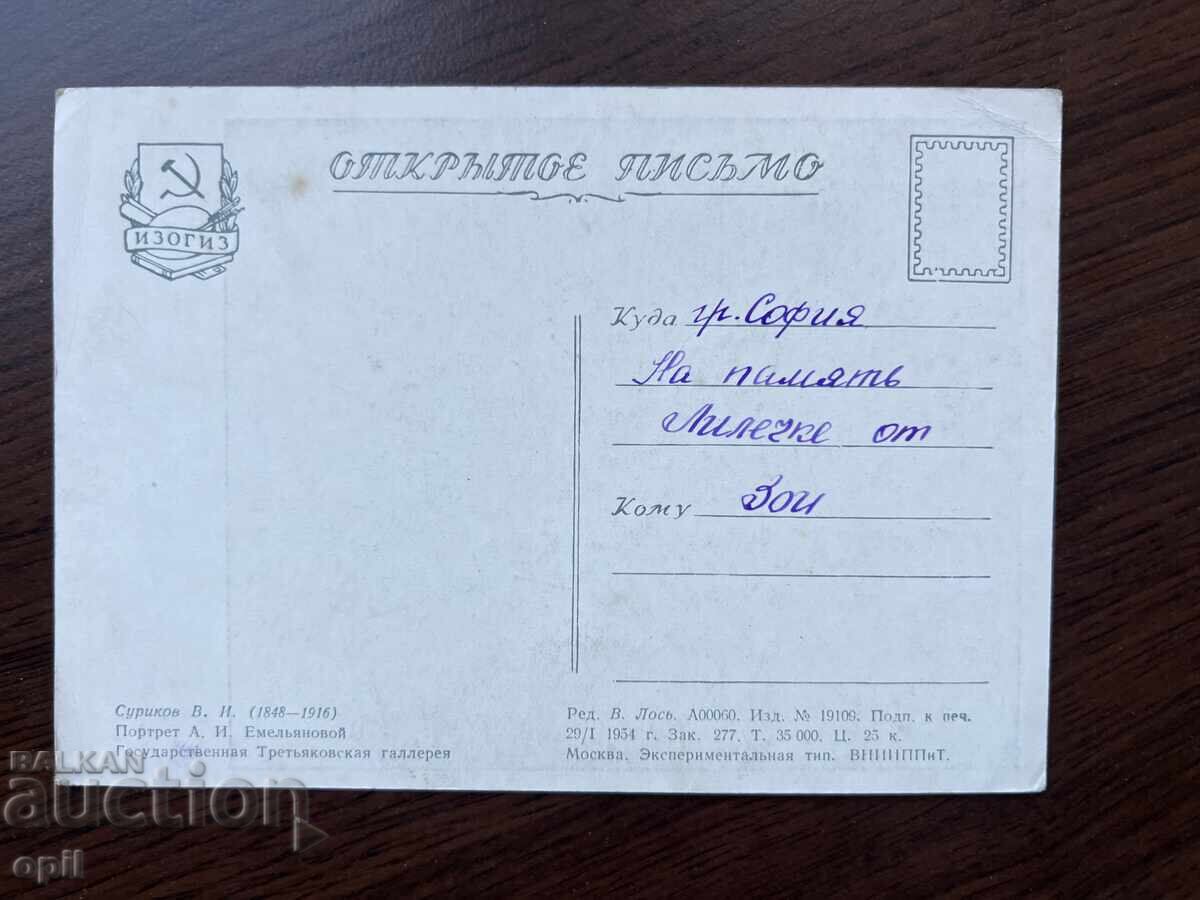 ОТКРЫТОЕ ПИСЬМО
ИЗОГИЗ
Куда гр. София
На память
Лилечке от
Кому Зои
Суриков В. И. (1848—1916)
Портрет А. И. Емельяновой
Государственная Третьяковская галлерея
Ред. В. Лось. А00060. Изд. № 19109. Подп. к печ.
29/I 1954 г. Зак. 277. Т. 35 000. Ц. 25 к.
Москва. Экспериментальная тип. ВНИИППиТ.
BALKAN
auction
opil